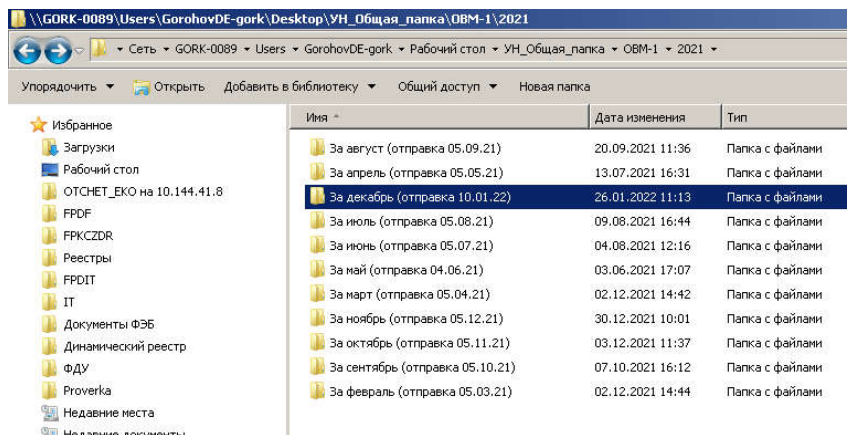 \\GORK-0089\Users\GorohovDE-gork\Desktop\УН_Общая_папка\ОВМ-1\2021
Сеть GORK-0089 Users GorohovDE-gork Рабочий стол УН_Общая_папка ОВМ-1 2021
Упорядочить Открыть Добавить в библиотеку Общий доступ Новая папка
Имя Дата изменения Тип
Избранное
Загрузки
Рабочий стол
ОТСНЕТ_ЕКО на 10.144.41.8
FPDF
FPKCZDR
Реестры
FPDIT
IT
Документы ФЭБ
Динамический реестр
ФДУ
Proverka
Недавние места
Недавние документы
За август (отправка 05.09.21) 20.09.2021 11:36 Папка с файлами
За апрель (отправка 05.05.21) 13.07.2021 16:31 Папка с файлами
За декабрь (отправка 10.01.22) 26.01.2022 11:13 Папка с файлами
За июль (отправка 05.08.21) 09.08.2021 16:44 Папка с файлами
За июнь (отправка 05.07.21) 04.08.2021 12:16 Папка с файлами
За май (отправка 04.06.21) 03.06.2021 17:07 Папка с файлами
За март (отправка 05.04.21) 02.12.2021 14:42 Папка с файлами
За ноябрь (отправка 05.12.21) 30.12.2021 10:01 Папка с файлами
За октябрь (отправка 05.11.21) 03.12.2021 11:37 Папка с файлами
За сентябрь (отправка 05.10.21) 07.10.2021 16:12 Папка с файлами
За февраль (отправка 05.03.21) 02.12.2021 14:44 Папка с файлами